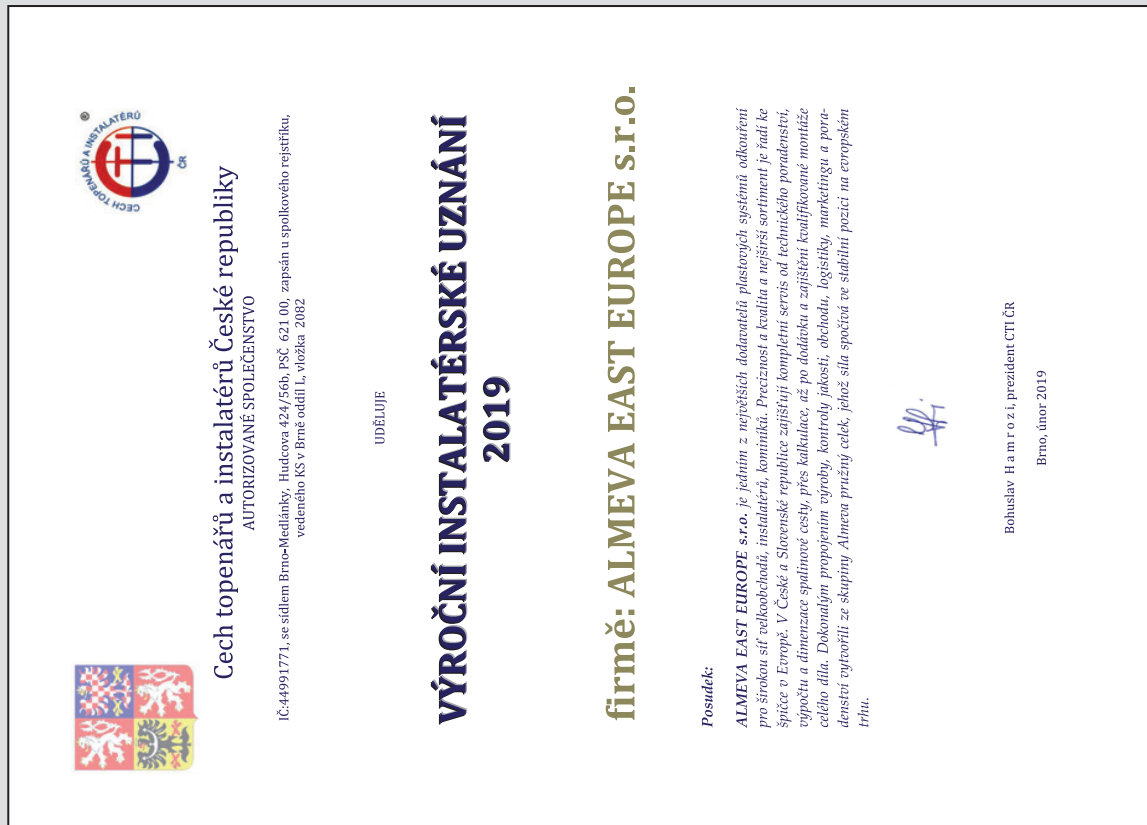 CECH TOPENÁŘŮ A INSTALATÉRŮ ČR ®
Cech topenářů a instalatérů České republiky
AUTORIZOVANÉ SPOLEČENSTVO
IČ:44991771, se sídlem Brno-Medlánky, Hudcova 424/56b, PSČ 621 00, zapsán u spolkového rejstříku,
vedeného KS v Brně oddíl L, vložka 2082
UDĚLUJE
VÝROČNÍ INSTALATÉRSKÉ UZNÁNÍ
2019
firmě: ALMEVA EAST EUROPE s.r.o.
Posudek:
ALMEVA EAST EUROPE s.r.o. je jedním z největších dodavatelů plastových systémů odkouření
pro širokou síť velkoobchodů, instalatérů, kominíků. Preciznost a kvalita a nejširší sortiment je řadí ke
špičce v Evropě. V České a Slovenské republice zajišťují kompletní servis od technického poradenství,
výpočtu a dimenzace spalinové cesty, přes kalkulace, až po dodávku a zajištění kvalifikované montáže
celého díla. Dokonalým propojením výroby, kontroly jakosti, obchodu, logistiky, marketingu a pora-
denství vytvořili ze skupiny Almeva pružný celek, jehož síla spočívá ve stabilní pozici na evropském
trhu.
Bohuslav H a m r o z i, prezident CTI ČR
Brno, únor 2019